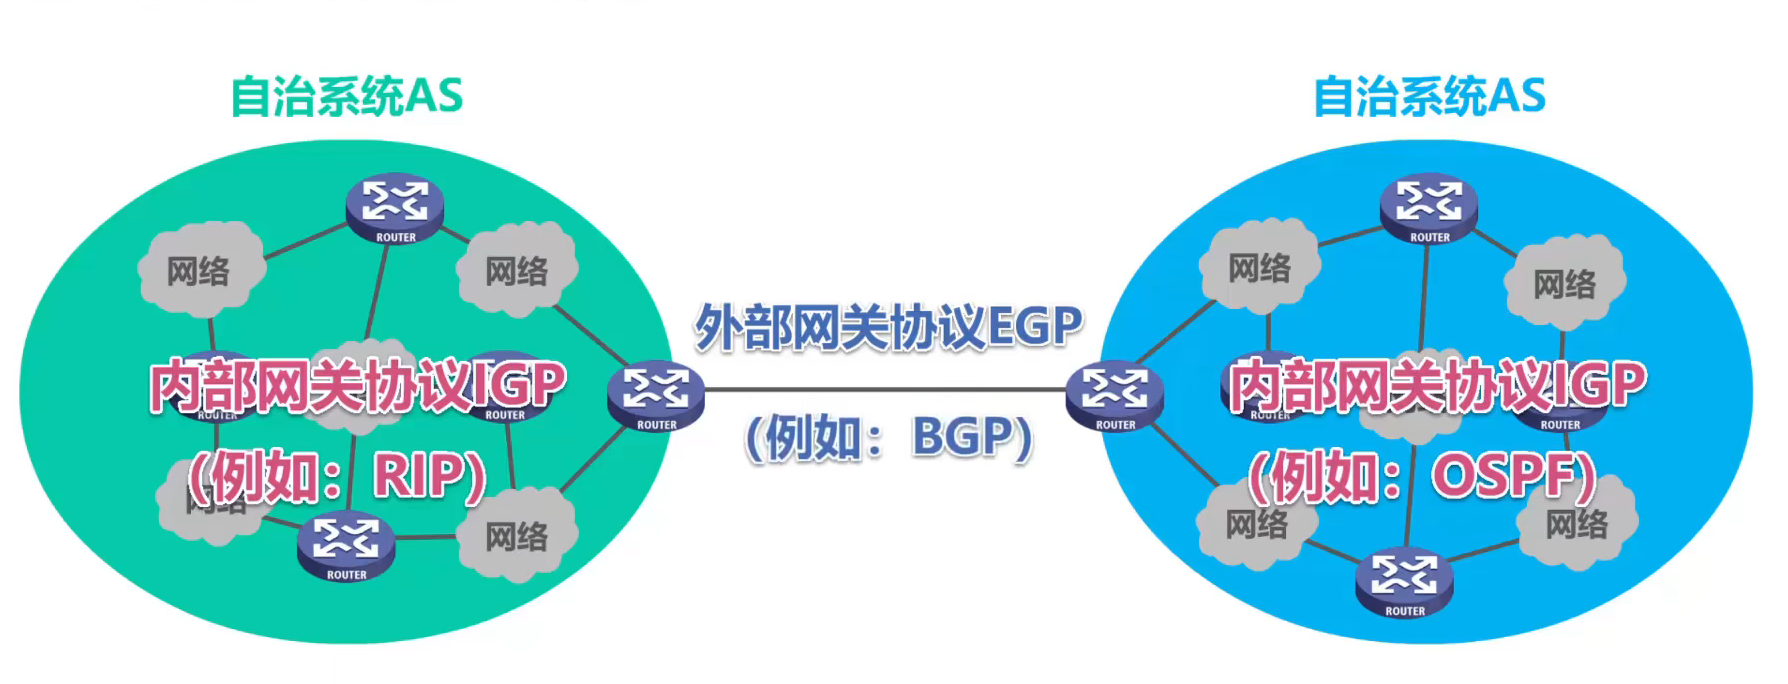 自治系统AS
自治系统AS
ROUTER
ROUTER
网络
网络
网络
网络
外部网关协议EGP
内部网关协议IGP
内部网关协议IGP
ROUTER
ROUTER
ROUTER
ROUTER
ROUTER
ROUTER
(例如：BGP)
(例如：RIP)
(例如：OSPF)
网络
网络
网络
网络
ROUTER
ROUTER